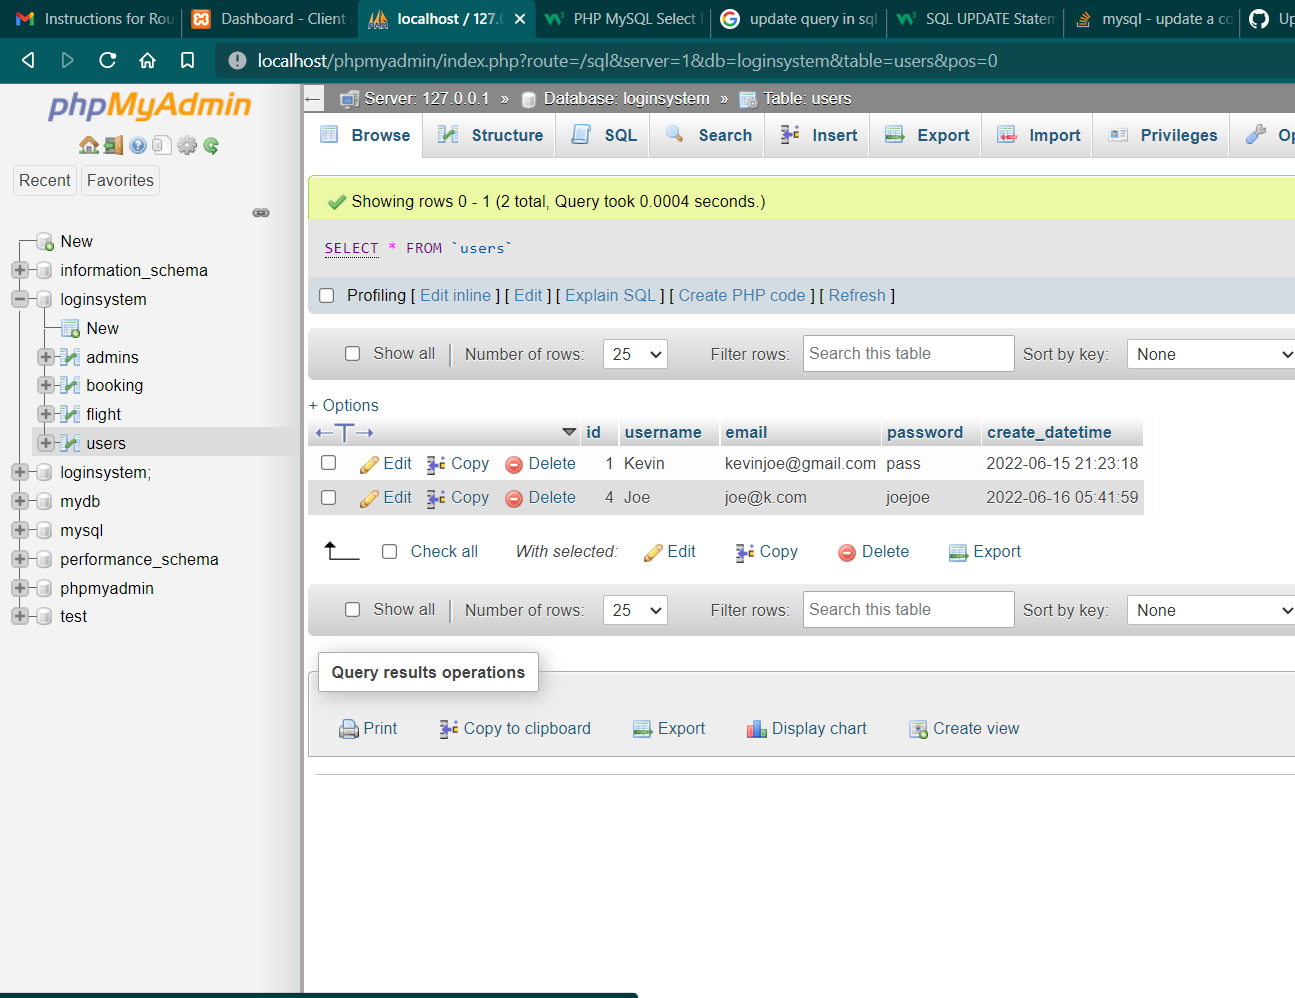 Instructions for Rou
Dashboard - Client
localhost / 127.
PHP MySQL Select
update query in sql
SQL UPDATE Statem
mysql - update a co
Up
localhost/phpmyadmin/index.php?route=/sql&server=1&db=loginsystem&table=users&pos=0
phpMyAdmin
Recent
Favorites
New
information_schema
loginsystem
New
admins
booking
flight
users
loginsystem;
mydb
mysql
performance_schema
phpmyadmin
test
Server: 127.0.0.1 » Database: loginsystem » Table: users
Browse
Structure
SQL
Search
Insert
Export
Import
Privileges
Op
Showing rows 0 - 1 (2 total, Query took 0.0004 seconds.)
SELECT * FROM `users`
Profiling [ Edit inline ] [ Edit ] [ Explain SQL ] [ Create PHP code ] [ Refresh ]
Show all | Number of rows: 25 Filter rows: Search this table Sort by key: None
+ Options
←T→ id username email password create_datetime
Edit Copy Delete 1 Kevin kevinjoe@gmail.com pass 2022-06-15 21:23:18
Edit Copy Delete 4 Joe joe@k.com joejoe 2022-06-16 05:41:59
Check all With selected: Edit Copy Delete Export
Show all | Number of rows: 25 Filter rows: Search this table Sort by key: None
Query results operations
Print Copy to clipboard Export Display chart Create view